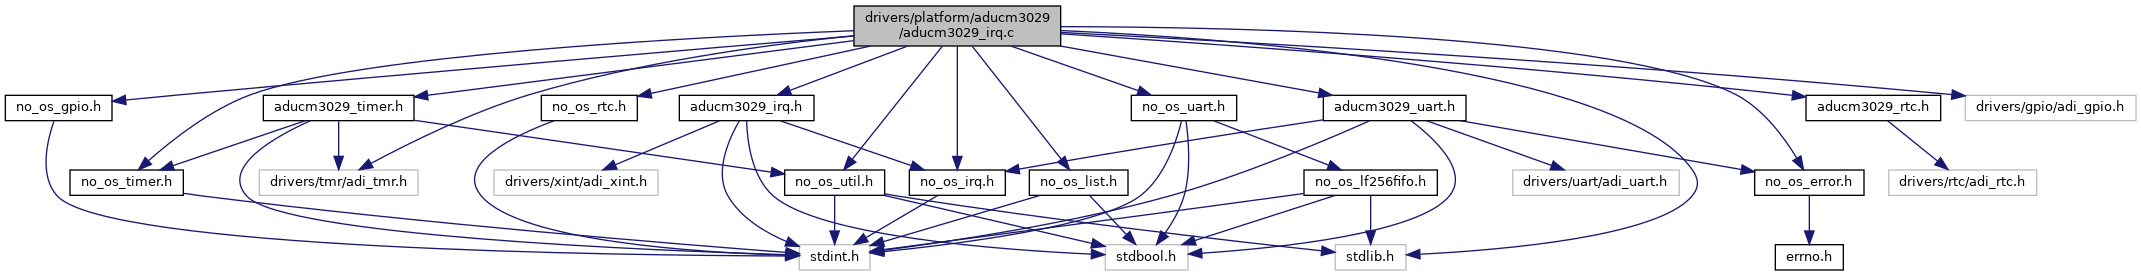 drivers/platform/aducm3029
/aducm3029_irq.c
no_os_gpio.h
aducm3029_timer.h
no_os_rtc.h
aducm3029_irq.h
no_os_uart.h
aducm3029_uart.h
aducm3029_rtc.h
drivers/gpio/adi_gpio.h
no_os_timer.h
drivers/tmr/adi_tmr.h
drivers/xint/adi_xint.h
no_os_util.h
no_os_irq.h
no_os_list.h
no_os_lf256fifo.h
drivers/uart/adi_uart.h
no_os_error.h
drivers/rtc/adi_rtc.h
stdint.h
stdbool.h
stdlib.h
errno.h